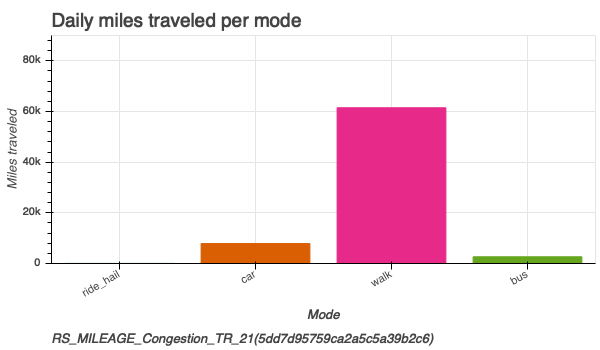 Daily miles traveled per mode
80k
60k
40k
20k
0
Miles traveled
ride_hail
car
walk
bus
Mode
RS_MILEAGE_Congestion_TR_21(5dd7d95759ca2a5c5a39b2c6)